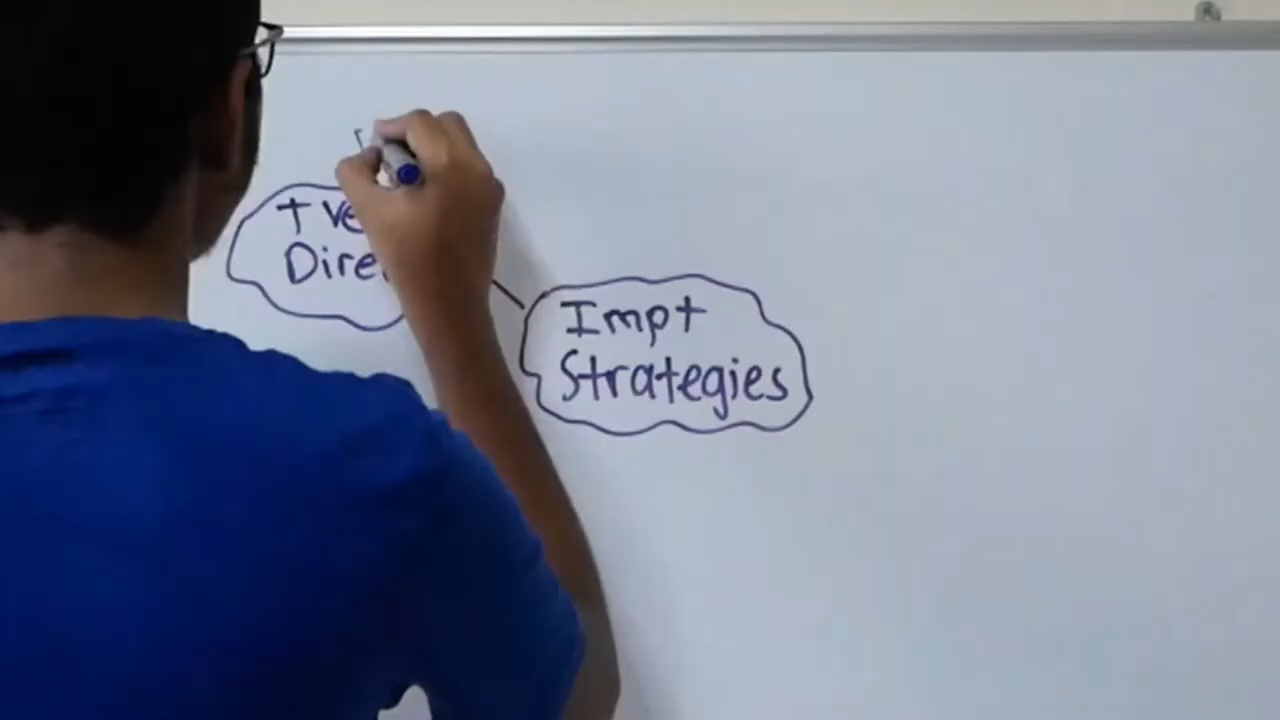 + ve
Dire
Impt
Strategies